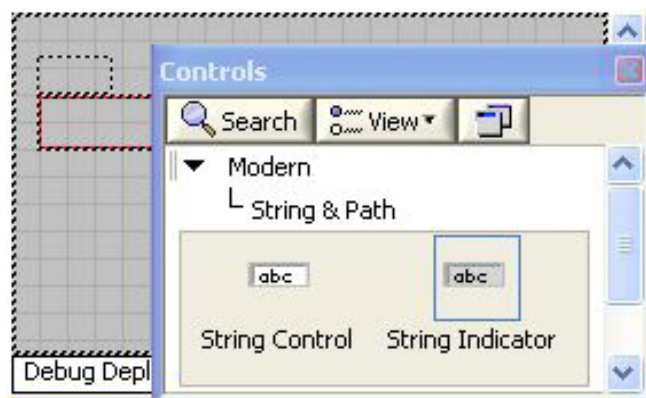 Controls
Search View
Modern
String & Path
abc abc
String Control String Indicator
Debug Depl